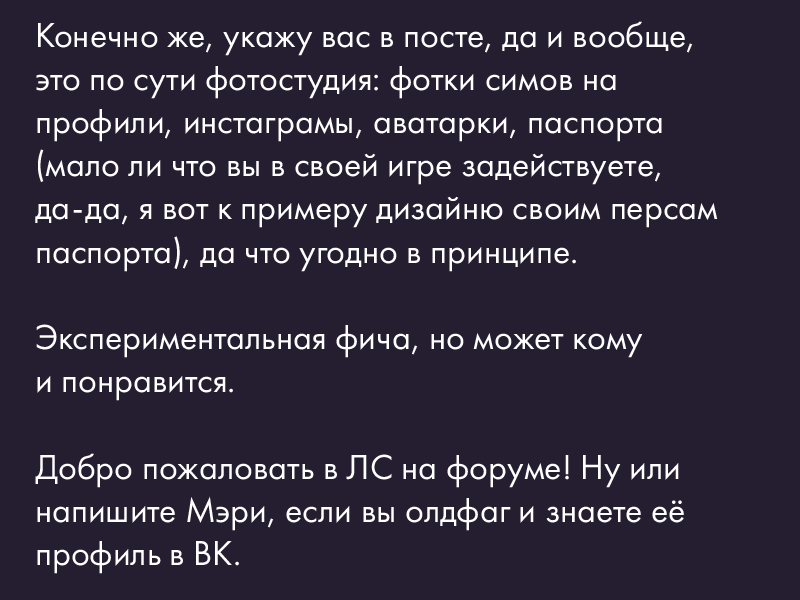 Конечно же, укажу вас в посте, да и вообще,
это по сути фотостудия: фотки симов на
профили, инстаграмы, аватарки, паспорта
(мало ли что вы в своей игре задействуете,
да-да, я вот к примеру дизайню своим персам
паспорта), да что угодно в принципе.
Экспериментальная фича, но может кому
и понравится.
Добро пожаловать в ЛС на форуме! Ну или
напишите Мэри, если вы олдфаг и знаете её
профиль в ВК.